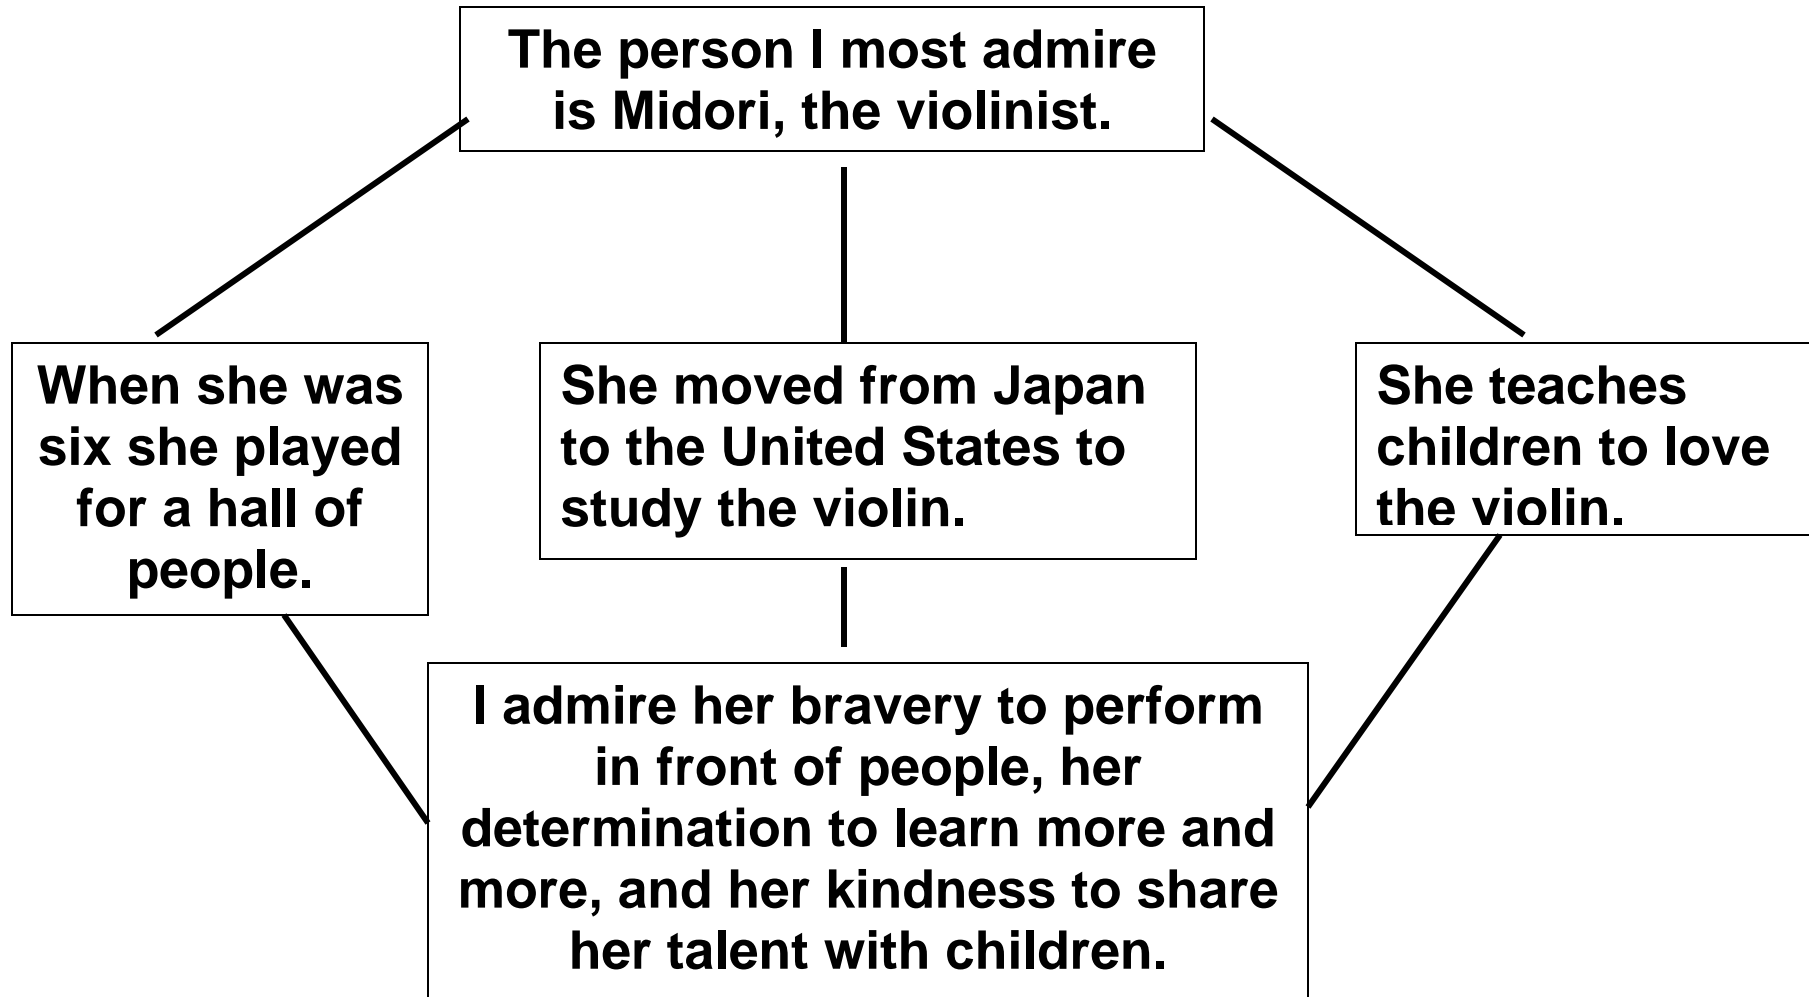 The person I most admire
is Midori, the violinist.
When she was
six she played
for a hall of
people.
She moved from Japan
to the United States to
study the violin.
She teaches
children to love
the violin.
I admire her bravery to perform
in front of people, her
determination to learn more and
more, and her kindness to share
her talent with children.